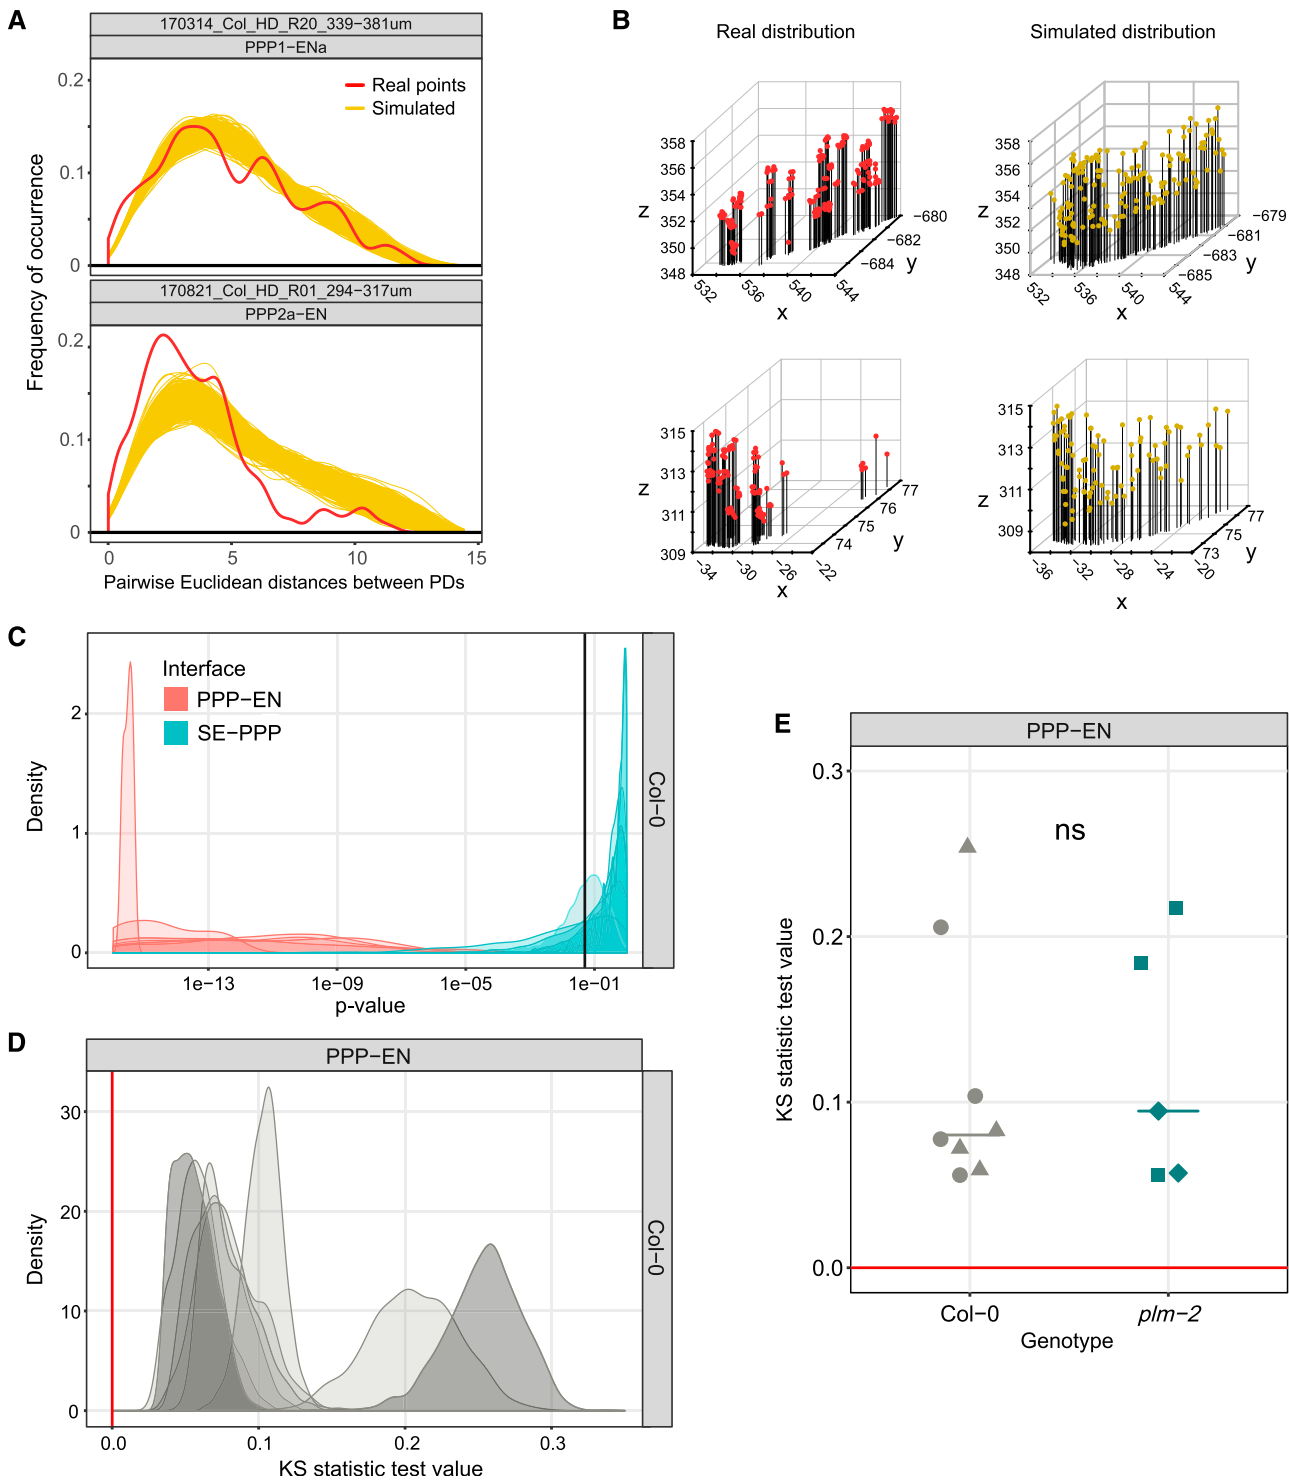 A
170314_Col_HD_R20_339−381um
PPP1−ENa
0.2
0.1
0
Real points
Simulated
170821_Col_HD_R01_294−317um
PPP2a−EN
0.2
0.1
0
0 5 10 15
Pairwise Euclidean distances between PDs
Frequency of occurrence
B
Real distribution
Simulated distribution
358
356
354
352
350
348
z
532 536 540 544
x
−684 −682 −680
y
358
356
354
352
350
348
z
532 536 540 544
x
−685 −683 −681 −679
y
315
313
311
309
z
−34 −30 −26 −22
x
74 75 76 77
y
315
313
311
309
z
−36 −32 −28 −24 −20
x
73 75 77
y
C
Interface
PPP−EN
SE−PPP
Density
2
1
0
1e−13 1e−09 1e−05 1e−01
p−value
Col−0
D
PPP−EN
Density
30
20
10
0
0.0 0.1 0.2 0.3
KS statistic test value
Col−0
E
PPP−EN
ns
KS statistic test value
0.3
0.2
0.1
0.0
Col−0 plm−2
Genotype